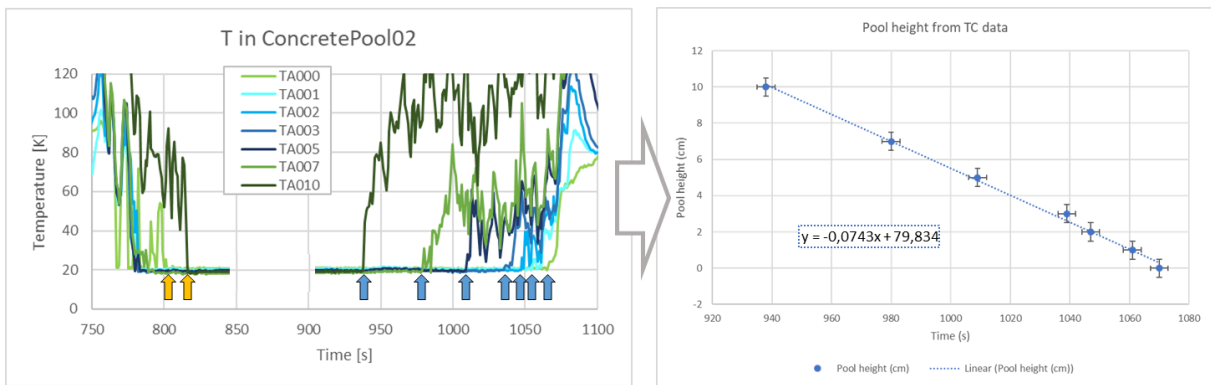 T in ConcretePool02
120
100
80
60
40
20
0
Temperature [K]
TA000
TA001
TA002
TA003
TA005
TA007
TA010
750 800 850 900 950 1000 1050 1100
Time [s]
Pool height from TC data
12
10
8
6
4
2
0
-2
Pool height (cm)
y = -0,0743x + 79,834
920 940 960 980 1000 1020 1040 1060 1080
Time (s)
Pool height (cm) Linear (Pool height (cm))